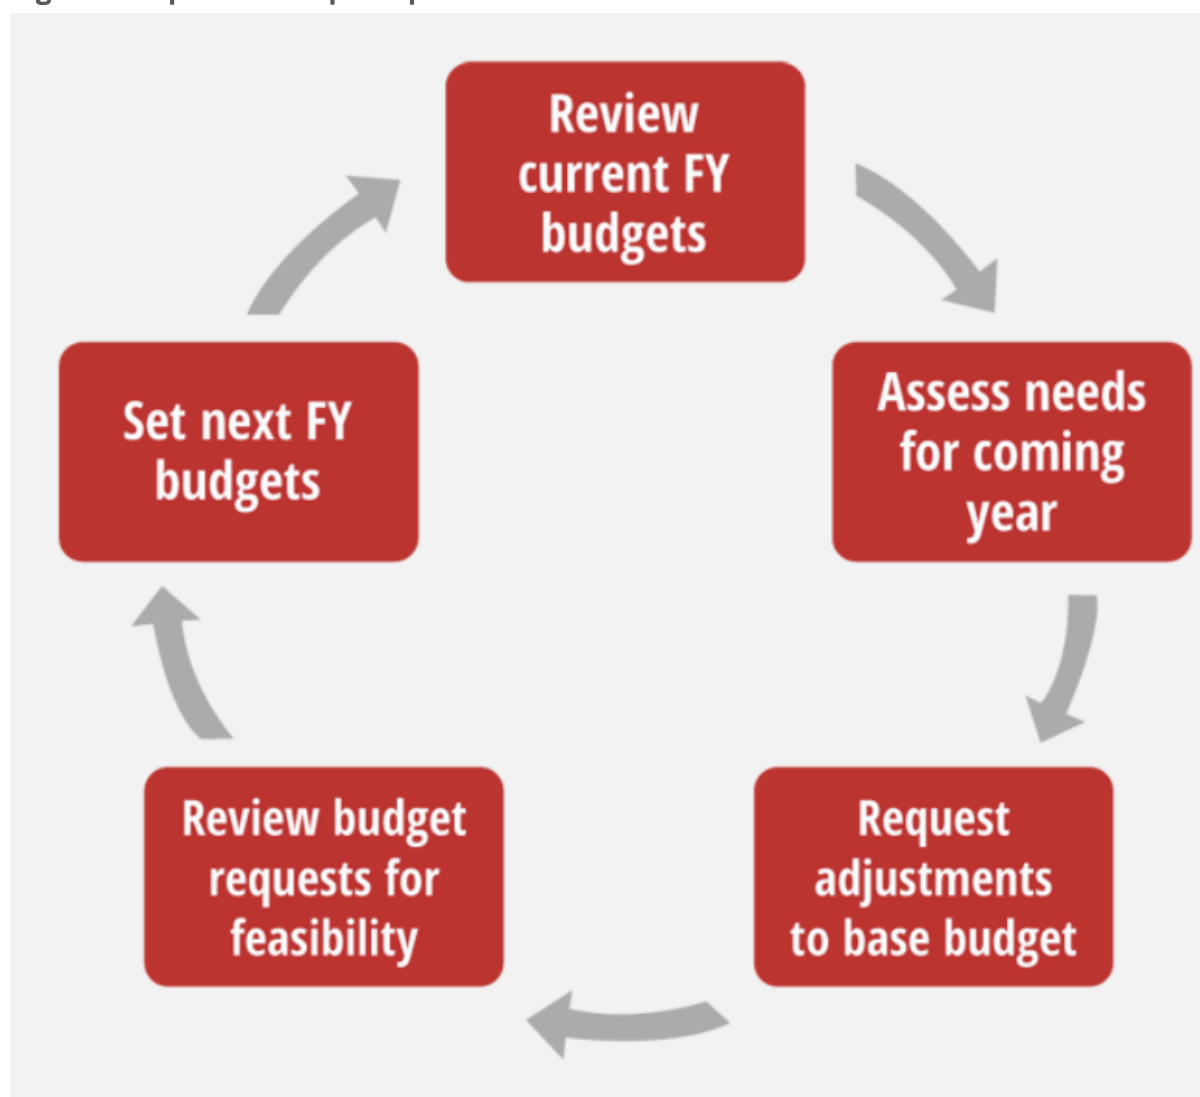 Review
current FY
budgets
Assess needs
for coming
year
Request
adjustments
to base budget
Review budget
requests for
feasibility
Set next FY
budgets